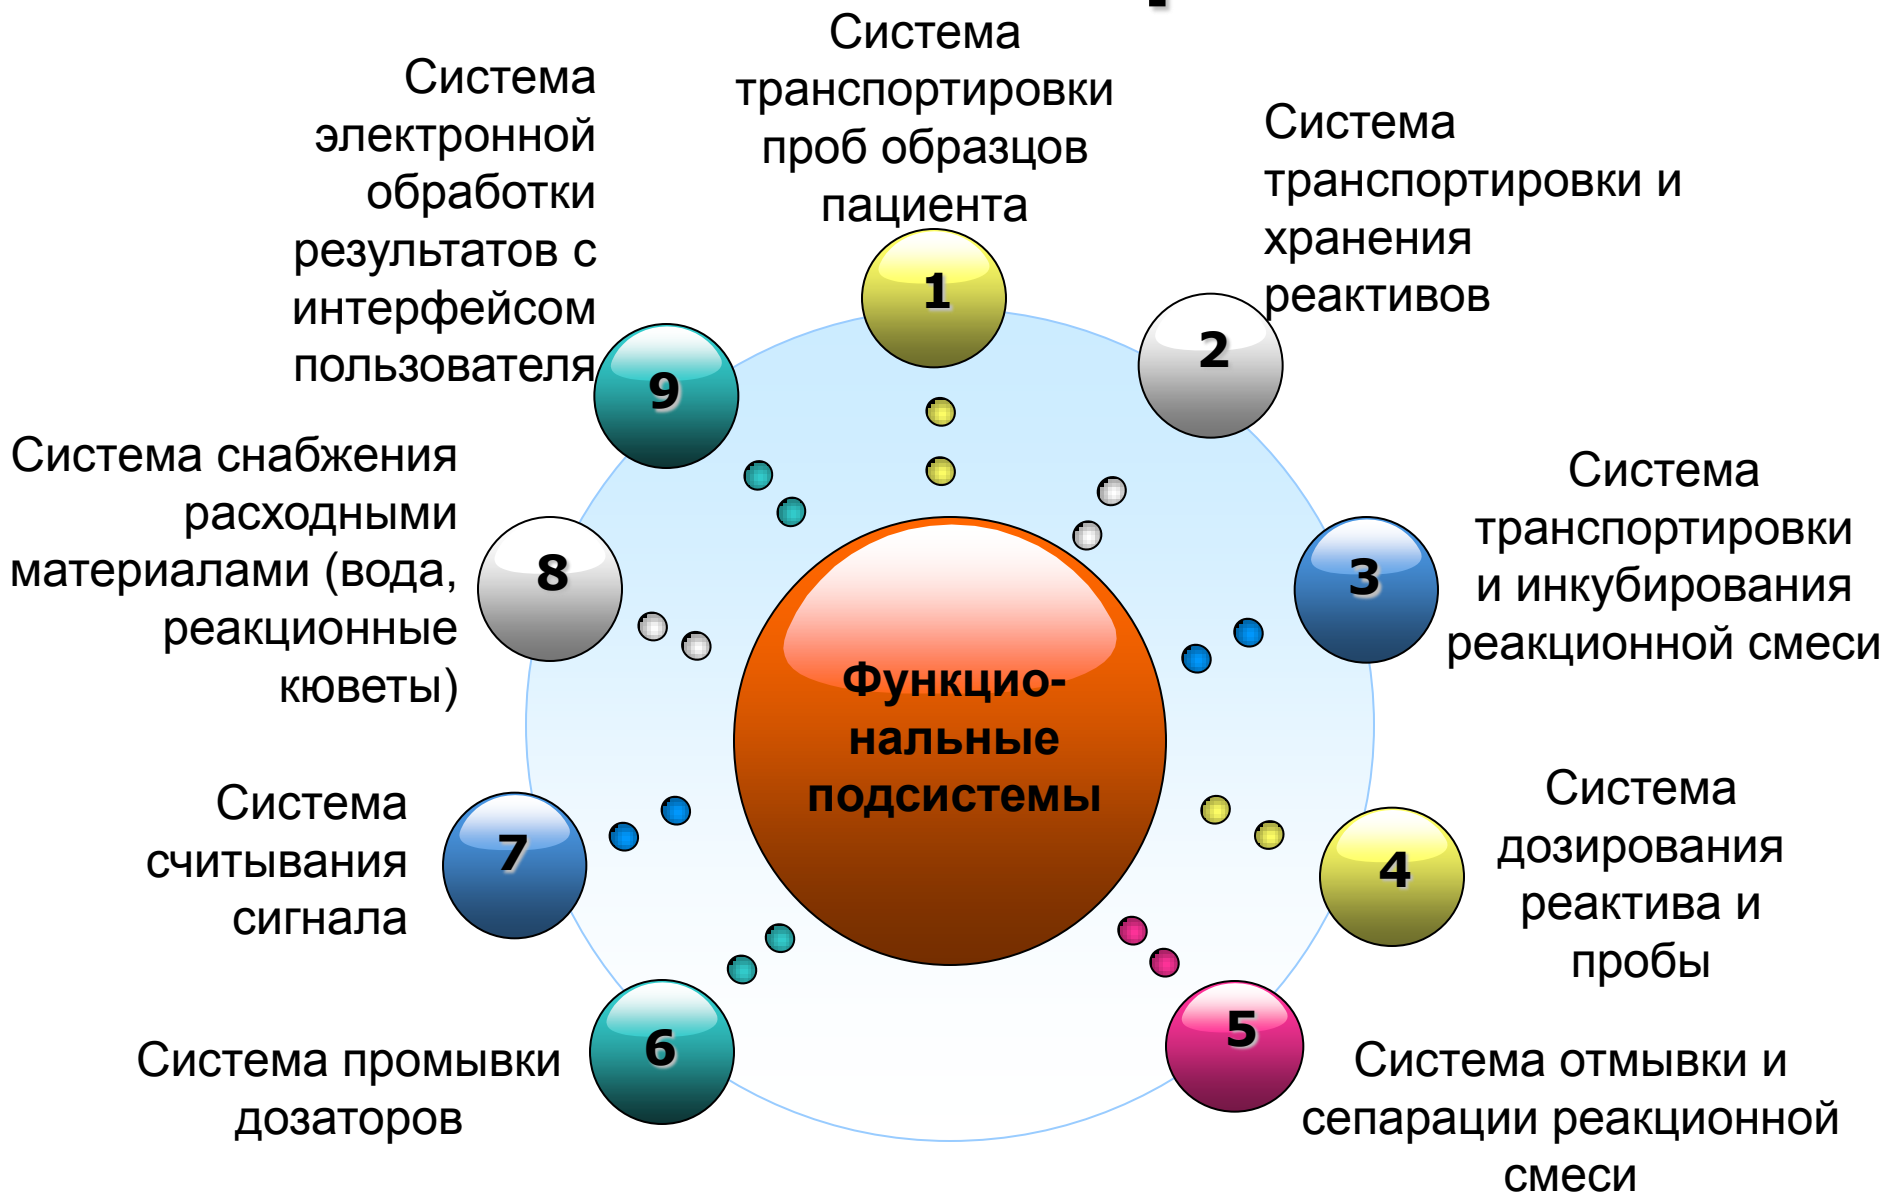 Система
транспортировки
проб образцов
пациента
1
Система
транспортировки и
хранения
реактивов
2
Система
транспортировки
и инкубирования
реакционной смеси
3
Система
дозирования
реактива и
пробы
4
Система отмывки и
сепарации реакционной
смеси
5
Система промывки
дозаторов
6
Система
считывания
сигнала
7
Система снабжения
расходными
материалами (вода,
реакционные
кюветы)
8
Система
электронной
обработки
результатов с
интерфейсом
пользователя
9
Функцио-
нальные
подсистемы